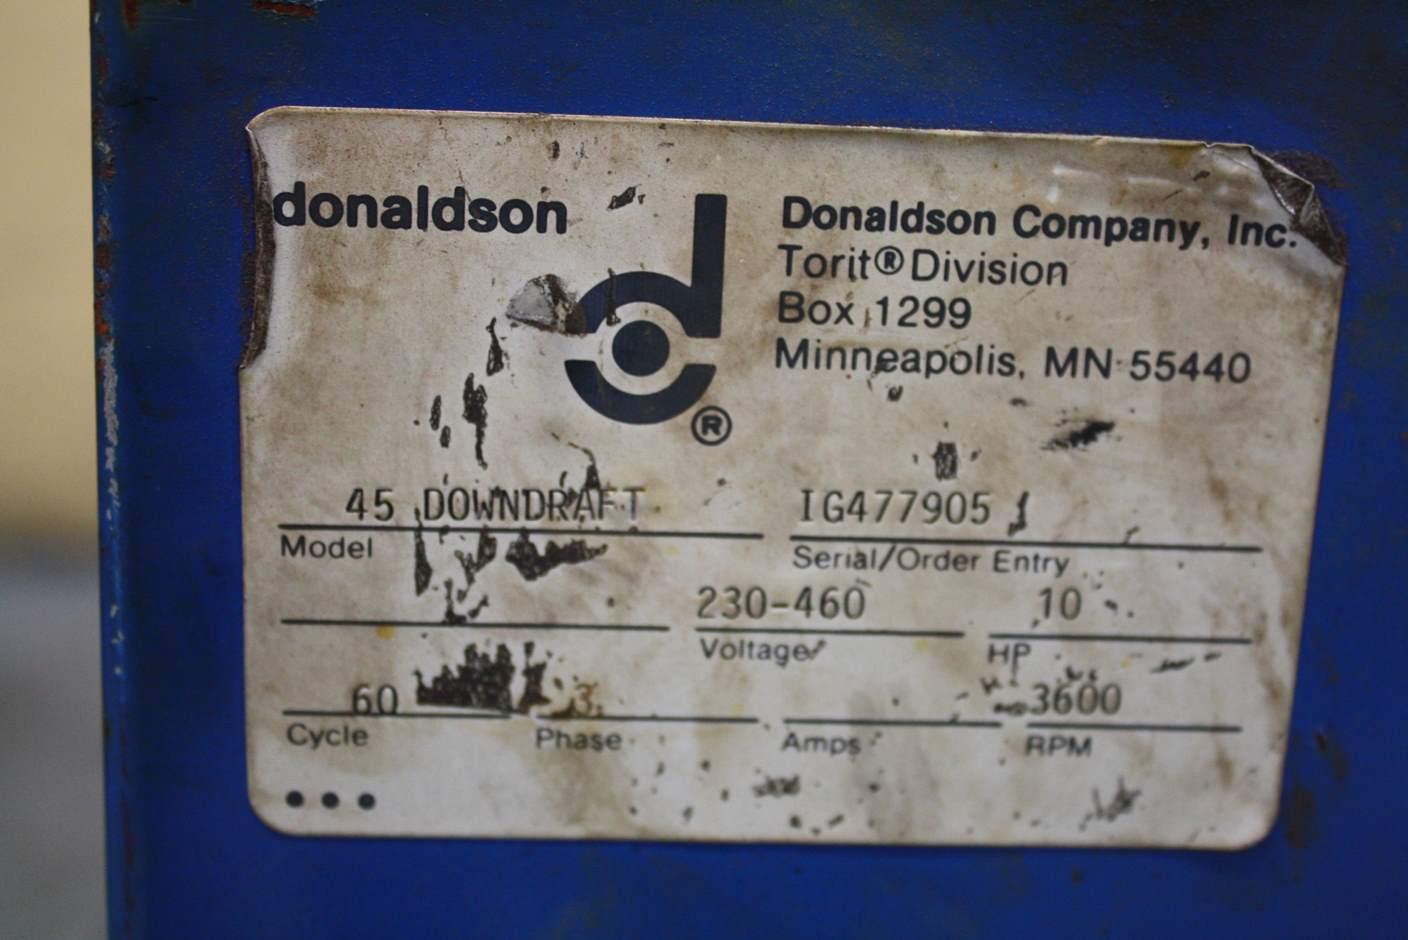 donaldson
d
®
Donaldson Company, Inc.
Torit® Division
Box 1299
Minneapolis, MN 55440
45 DOWNDRAFT
Model
IG477905
Serial/Order Entry
230-460
Voltage
10
HP
60
Cycle
3
Phase
Amps
3600
RPM